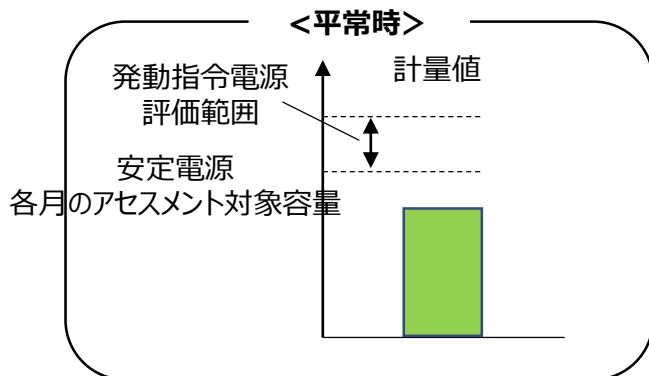 <平常時>
計量値
発動指令電源
評価範囲
安定電源
各月のアセスメント対象容量